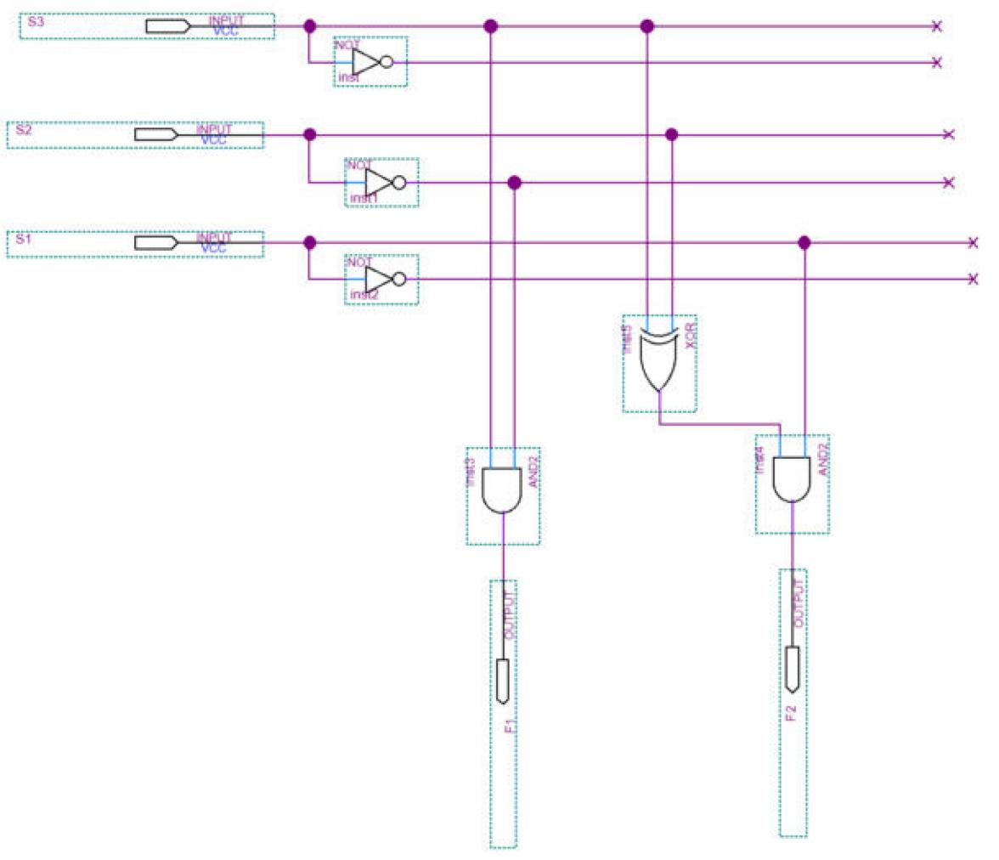 S3
INPUT
VCC
NOT
inst
S2
INPUT
VCC
NOT
inst1
S1
INPUT
VCC
NOT
inst2
inst5
XOR
inst4
AND2
inst3
AND2
OUTPUT
F1
OUTPUT
F2